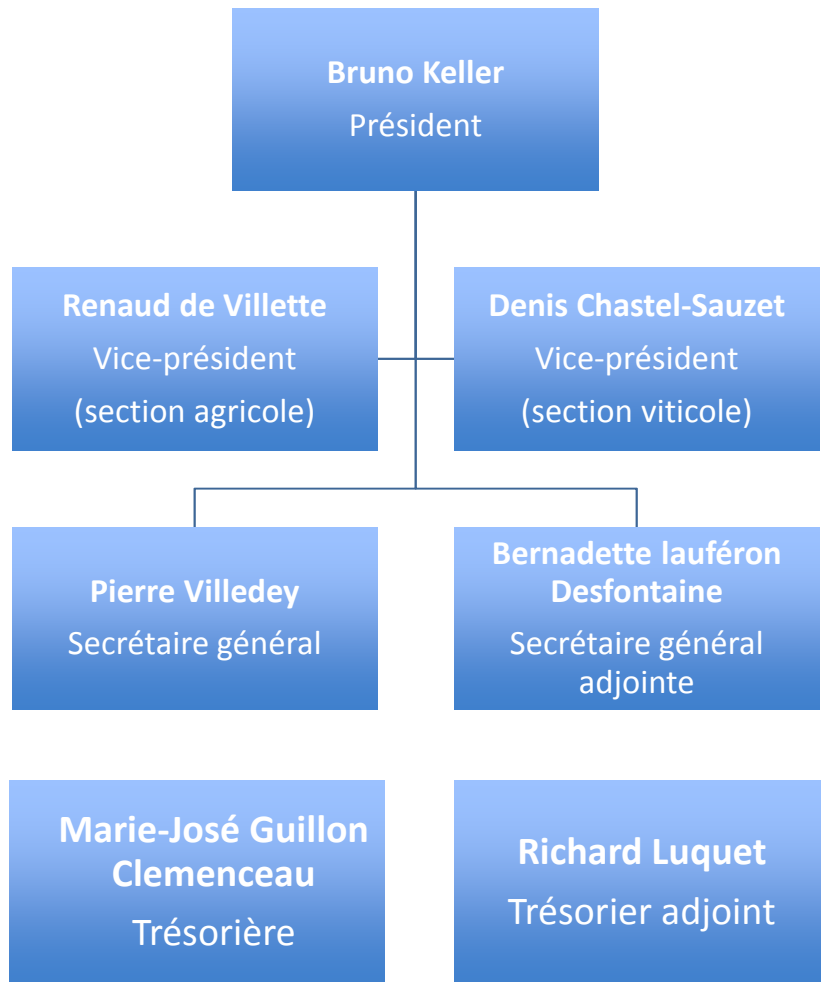 Bruno Keller
Président
Renaud de Villette
Vice-président
(section agricole)
Denis Chastel-Sauzet
Vice-président
(section viticole)
Pierre Villedey
Secrétaire général
Bernadette lauféron
Desfontaine
Secrétaire général
adjointe
Marie-José Guillon
Clemenceau
Trésorière
Richard Luquet
Trésorier adjoint